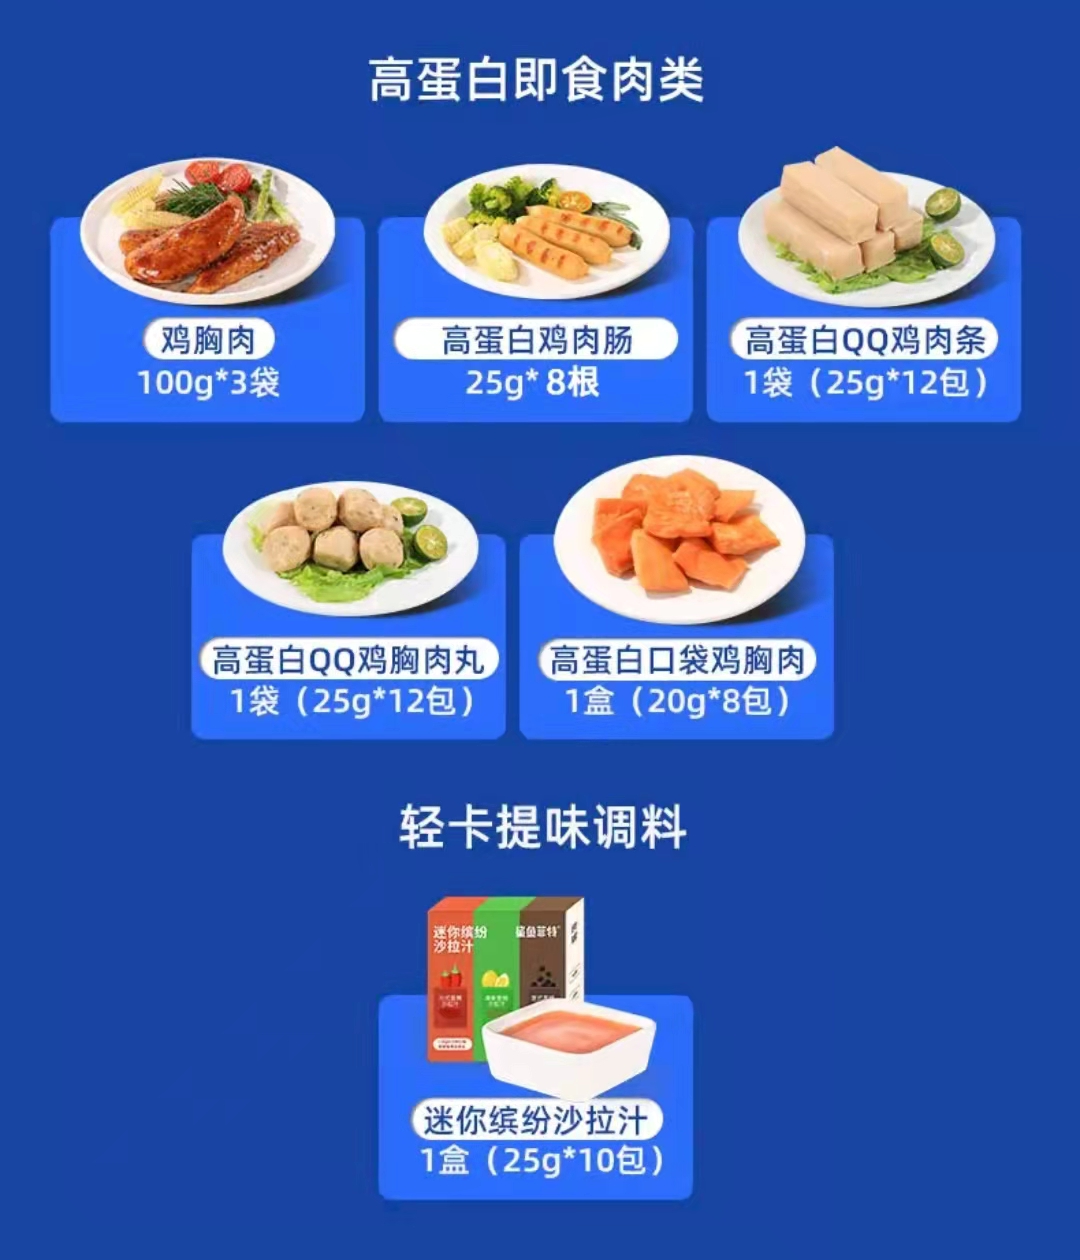 高蛋白即食肉类
鸡胸肉
100g*3袋
高蛋白鸡肉肠
25g* 8根
高蛋白QQ鸡肉条
1袋（25g*12包）
高蛋白QQ鸡胸肉丸
1袋（25g*12包）
高蛋白口袋鸡胸肉
1盒（20g*8包）
轻卡提味调料
迷你缤纷
沙拉汁
鲨鱼菲特
迷你缤纷沙拉汁
1盒（25g*10包）